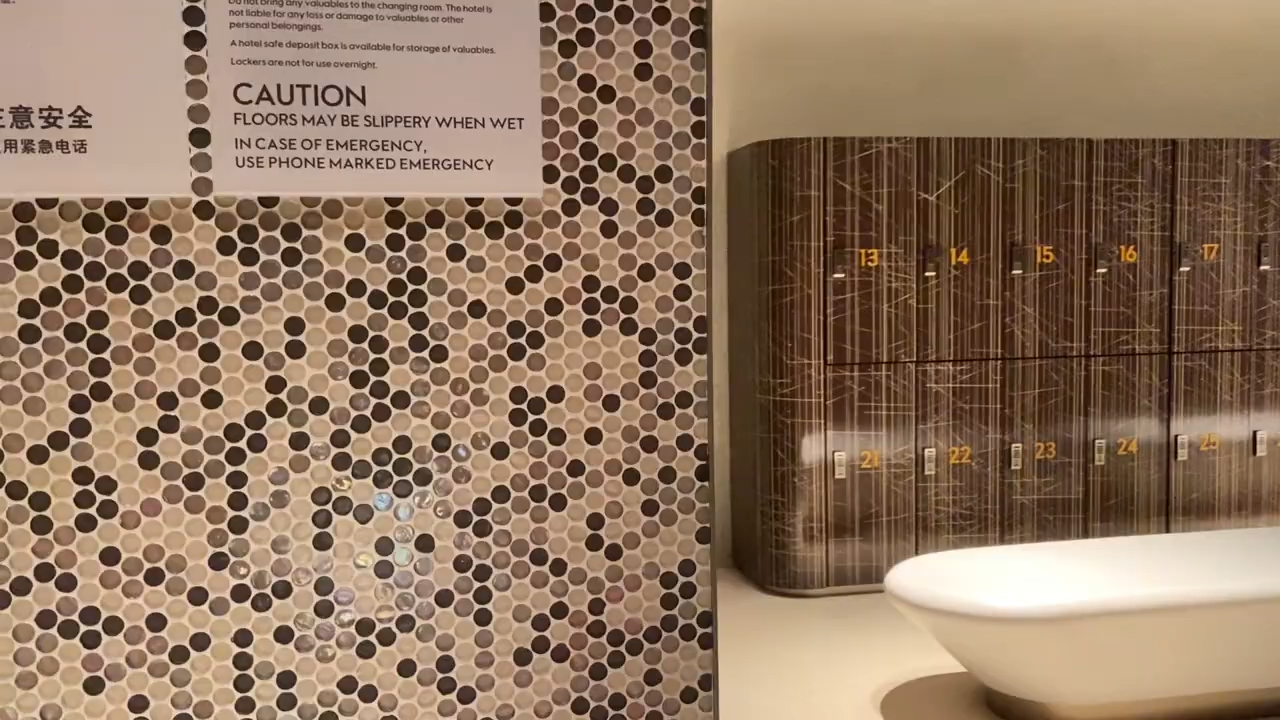 Do not bring any valuables to the changing room. The hotel is
not liable for any loss or damage to valuables or other
personal belongings.
A hotel safe deposit box is available for storage of valuables.
Lockers are not for use overnight.
意安全
用紧急电话
CAUTION
FLOORS MAY BE SLIPPERY WHEN WET
IN CASE OF EMERGENCY,
USE PHONE MARKED EMERGENCY
13 14 15 16 17
21 22 23 24 25